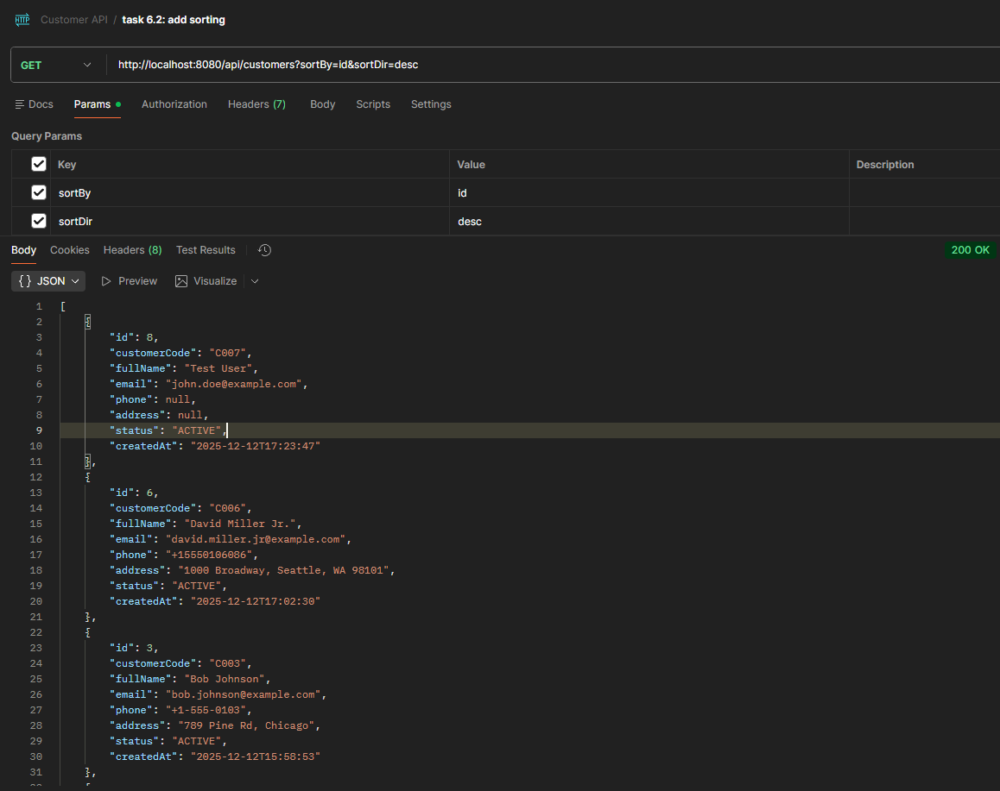 HTTP Customer API / task 6.2: add sorting
GET http://localhost:8080/api/customers?sortBy=id&sortDir=desc
Docs Params Authorization Headers (7) Body Scripts Settings
Query Params
Key Value Description
sortBy id
sortDir desc
Body Cookies Headers (8) Test Results 200 OK
{} JSON Preview Visualize
1 [
2 {
3 "id": 8,
4 "customerCode": "C007",
5 "fullName": "Test User",
6 "email": "john.doe@example.com",
7 "phone": null,
8 "address": null,
9 "status": "ACTIVE",
10 "createdAt": "2025-12-12T17:23:47"
11 },
12 {
13 "id": 6,
14 "customerCode": "C006",
15 "fullName": "David Miller Jr.",
16 "email": "david.miller.jr@example.com",
17 "phone": "+15550106086",
18 "address": "1000 Broadway, Seattle, WA 98101",
19 "status": "ACTIVE",
20 "createdAt": "2025-12-12T17:02:30"
21 },
22 {
23 "id": 3,
24 "customerCode": "C003",
25 "fullName": "Bob Johnson",
26 "email": "bob.johnson@example.com",
27 "phone": "+1-555-0103",
28 "address": "789 Pine Rd, Chicago",
29 "status": "ACTIVE",
30 "createdAt": "2025-12-12T15:58:53"
31 },